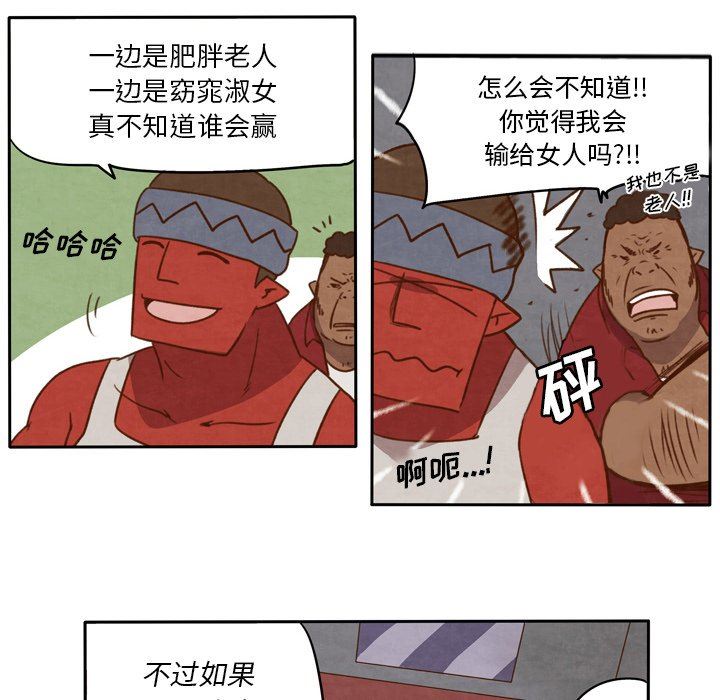 一边是肥胖老人
一边是窈窕淑女
真不知道谁会赢
哈哈哈
怎么会不知道!!
你觉得我会
输给女人吗?!!
我也不是
老人!!
砰
啊呃...!
不过如果